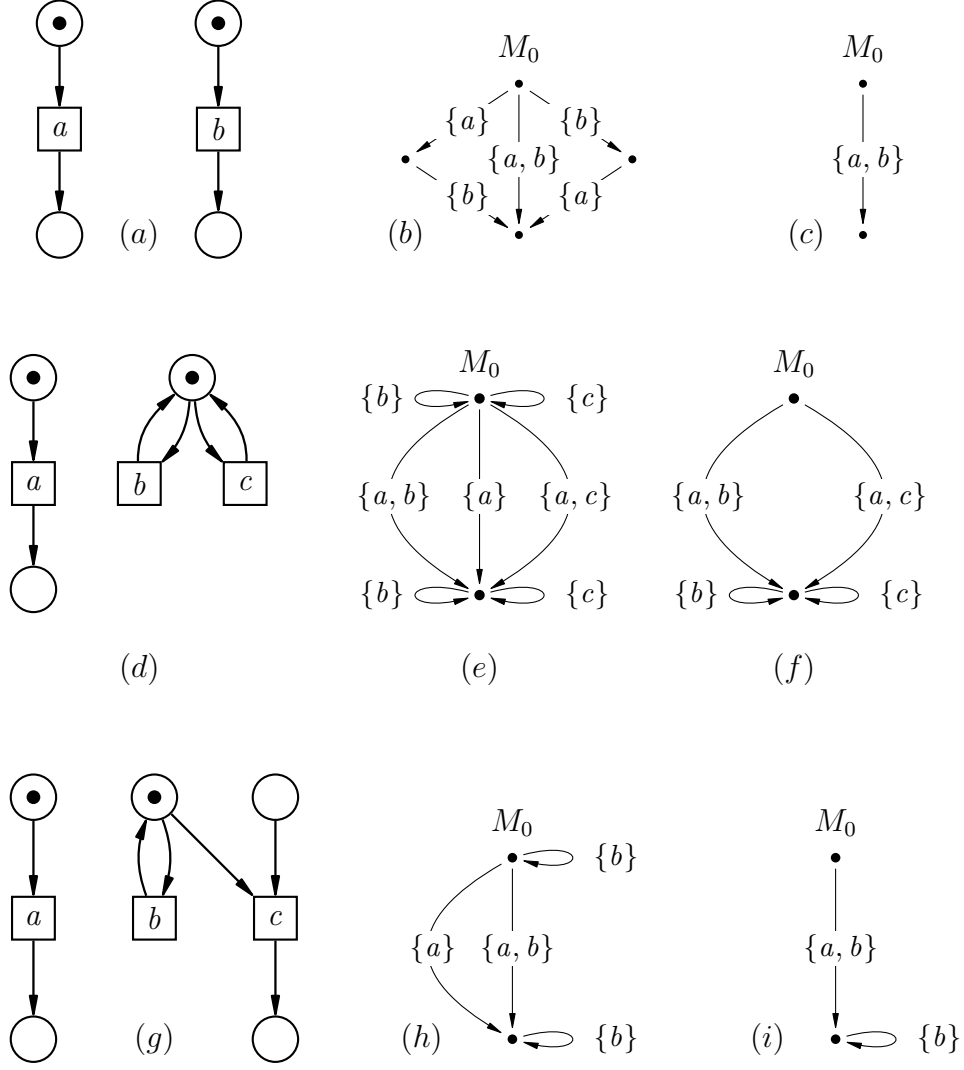 M₀ M₀
a b {a} {b} {a, b} {a, b}
{b} {a}
(a) (b) (c)
M₀ M₀
{b} {c}
a b c {a, b} {a} {a, c} {a, b} {a, c}
{b} {c} {b} {c}
(d) (e) (f)
M₀ M₀
{b}
a b c {a} {a, b} {a, b}
(g) (h) {b} (i) {b}